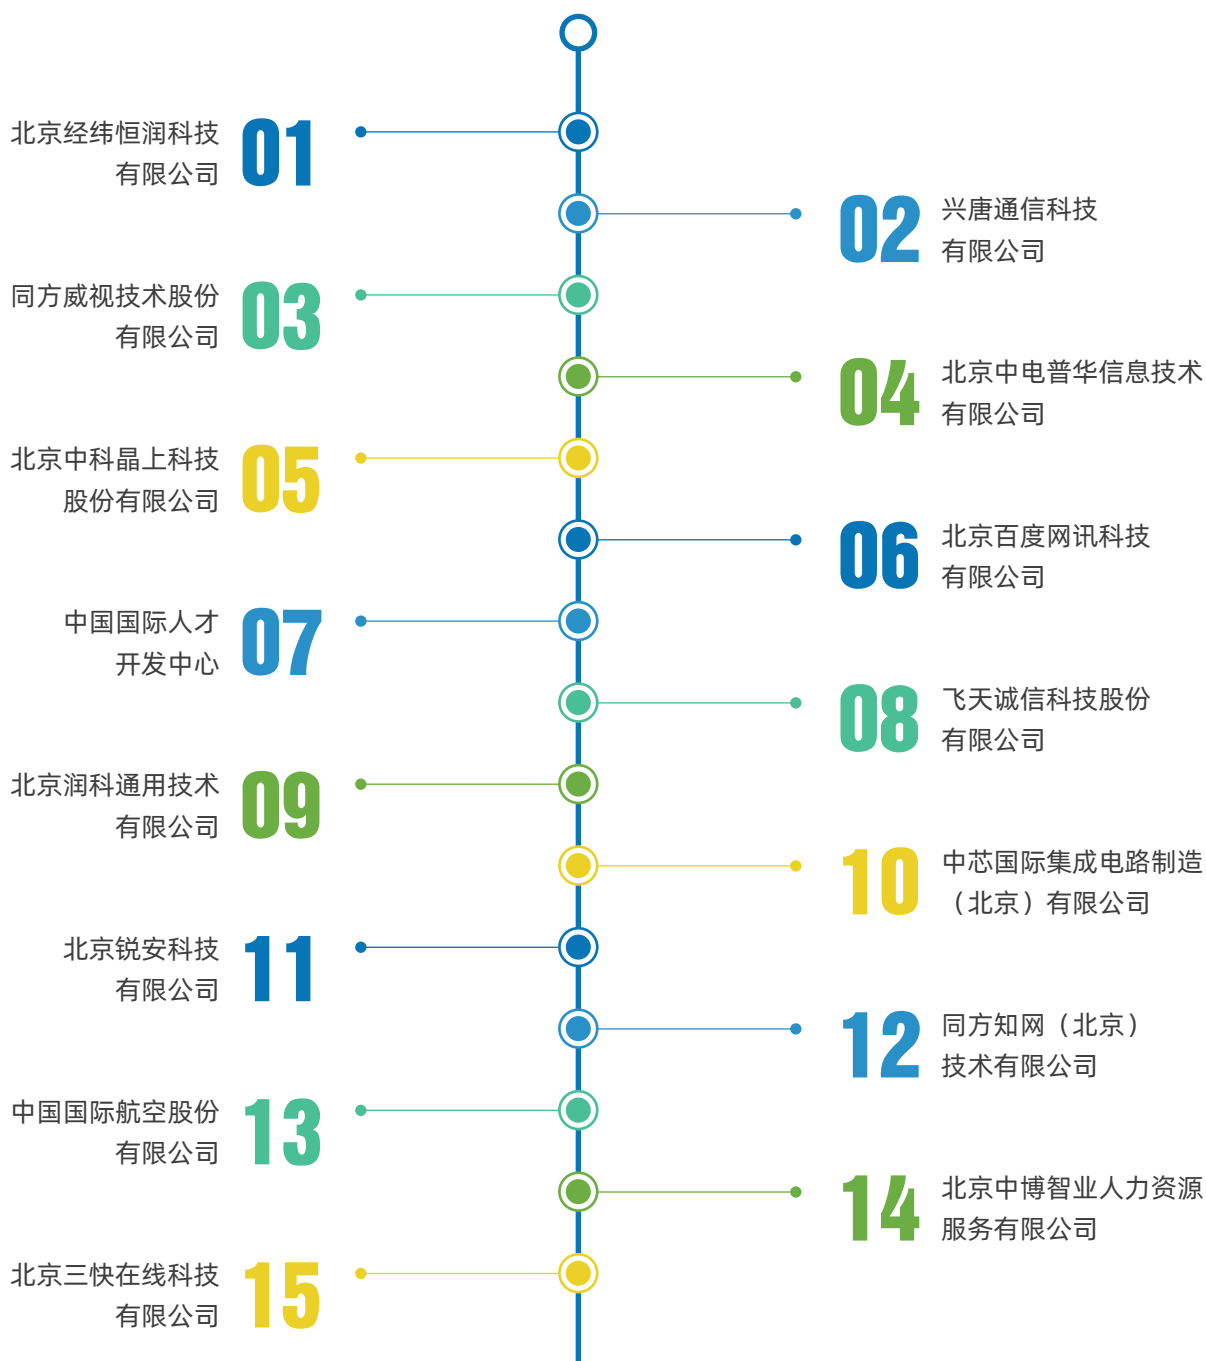 北京经纬恒润科技
有限公司
01
02
兴唐通信科技
有限公司
同方威视技术股份
有限公司
03
04
北京中电普华信息技术
有限公司
北京中科晶上科技
股份有限公司
05
06
北京百度网讯科技
有限公司
中国国际人才
开发中心
07
08
飞天诚信科技股份
有限公司
北京润科通用技术
有限公司
09
10
中芯国际集成电路制造
（北京）有限公司
北京锐安科技
有限公司
11
12
同方知网（北京）
技术有限公司
中国国际航空股份
有限公司
13
14
北京中博智业人力资源
服务有限公司
北京三快在线科技
有限公司
15